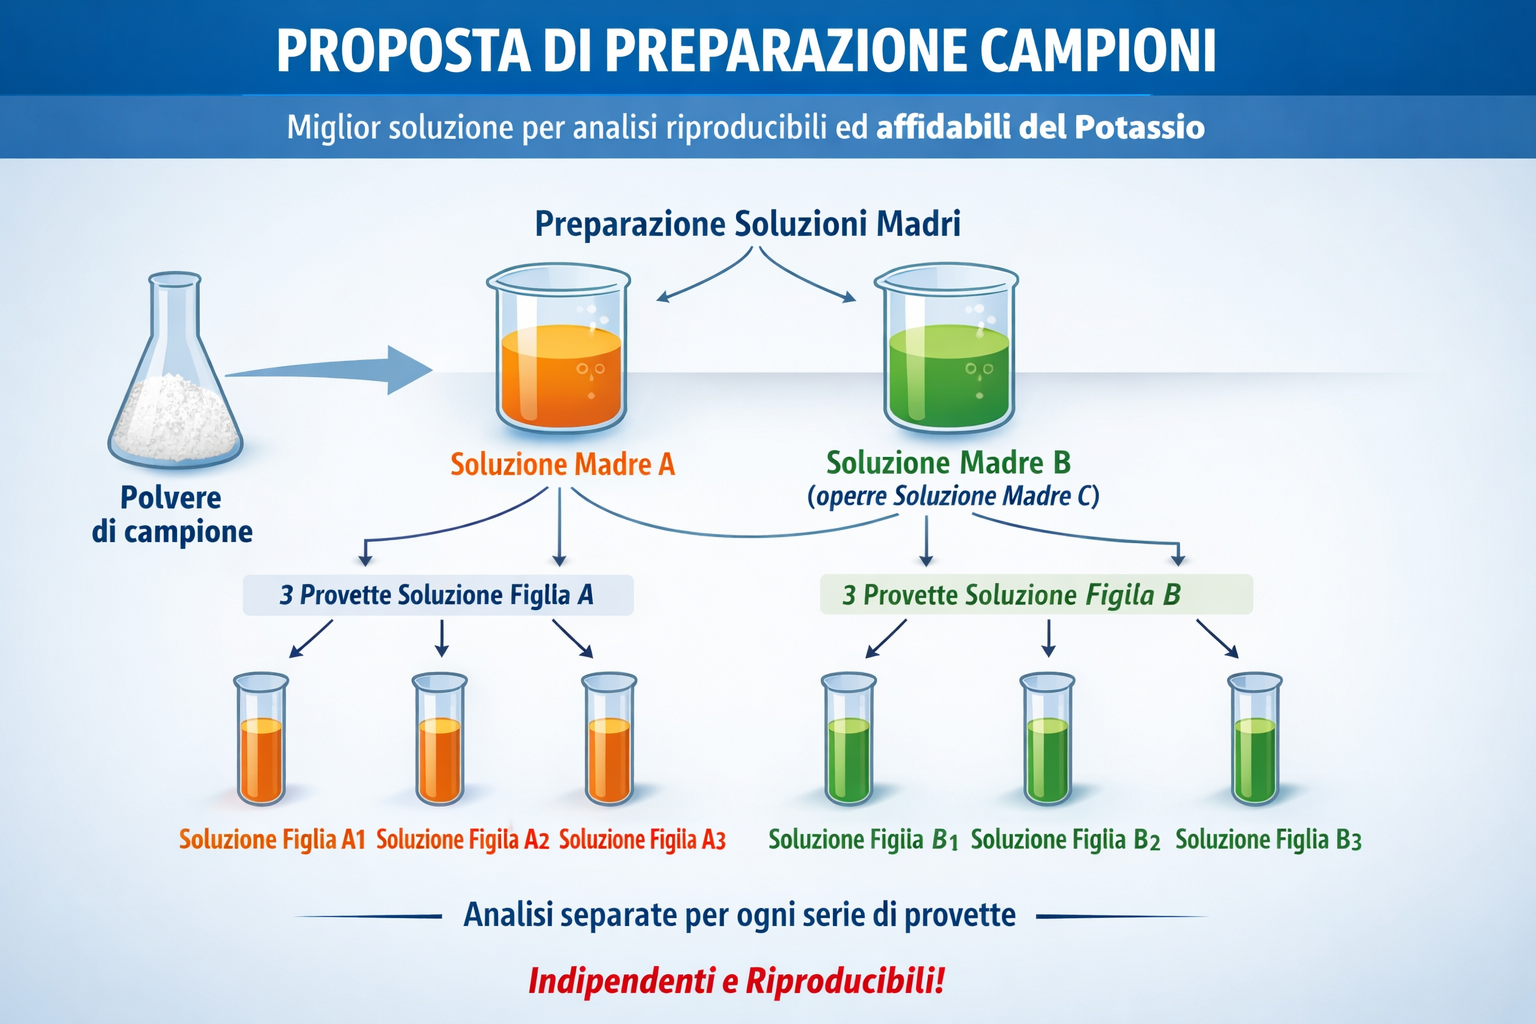 PROPOSTA DI PREPARAZIONE CAMPIONI
Miglior soluzione per analisi riproducibili ed affidabili del Potassio
Preparazione Soluzioni Madri
Polvere
di campione
Soluzione Madre A
Soluzione Madre B
(operre Soluzione Madre C)
3 Provette Soluzione Figlia A
3 Provette Soluzione Figila B
Soluzione Figlia A1
Soluzione Figila A2
Soluzione Figila A3
Soluzione Figiia B1
Soluzione Figlia B2
Soluzione Figlia B3
Analisi separate per ogni serie di provette
Indipendenti e Riproducibili!